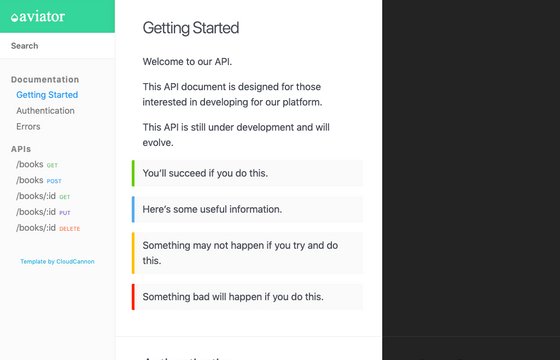 aviator
Search
Documentation
Getting Started
Authentication
Errors
APIs
/books GET
/books POST
/books/:id GET
/books/:id PUT
/books/:id DELETE
Template by CloudCannon
Getting Started
Welcome to our API.
This API document is designed for those
interested in developing for our platform.
This API is still under development and will
evolve.
You’ll succeed if you do this.
Here’s some useful information.
Something may not happen if you try and do
this.
Something bad will happen if you do this.